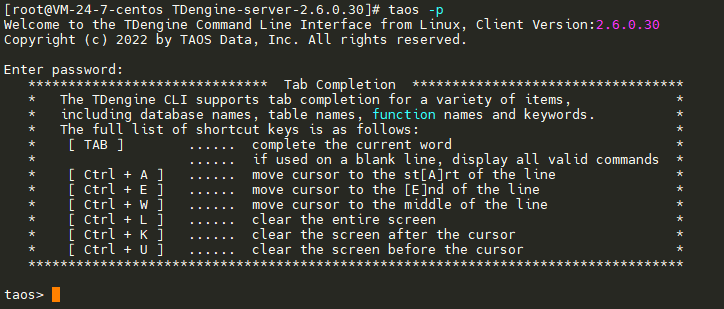 [root@VM-24-7-centos TDengine-server-2.6.0.30]# taos -p
Welcome to the TDengine Command Line Interface from Linux, Client Version:2.6.0.30
Copyright (c) 2022 by TAOS Data, Inc. All rights reserved.

Enter password:
   ******************************  Tab Completion  **********************************
   *   The TDengine CLI supports tab completion for a variety of items,             *
   *   including database names, table names, function names and keywords.          *
   *   The full list of shortcut keys is as follows:                                *
   *    [ TAB ]        ......  complete the current word                            *
   *                   ......  if used on a blank line, display all valid commands  *
   *    [ Ctrl + A ]   ......  move cursor to the st[A]rt of the line               *
   *    [ Ctrl + E ]   ......  move cursor to the [E]nd of the line                 *
   *    [ Ctrl + W ]   ......  move cursor to the middle of the line                *
   *    [ Ctrl + L ]   ......  clear the entire screen                              *
   *    [ Ctrl + K ]   ......  clear the screen after the cursor                    *
   *    [ Ctrl + U ]   ......  clear the screen before the cursor                   *
   **********************************************************************************

taos>